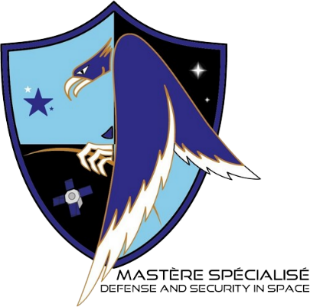 MASTÈRE SPÉCIALISÉ
DEFENSE AND SECURITY IN SPACE